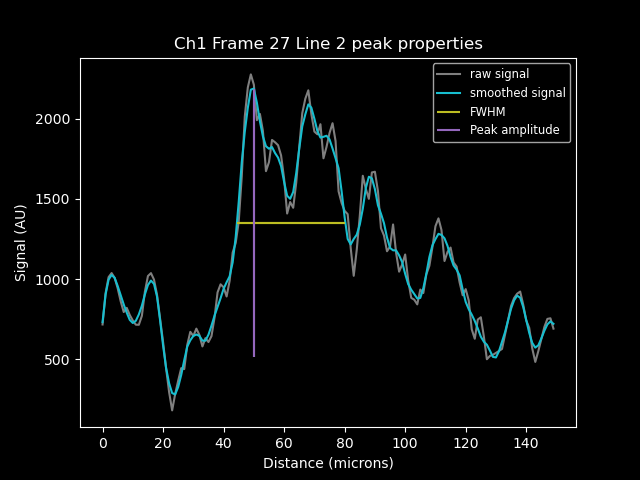 Ch1 Frame 27 Line 2 peak properties
raw signal
smoothed signal
FWHM
Peak amplitude
Signal (AU)
2000
1500
1000
500
0 20 40 60 80 100 120 140
Distance (microns)